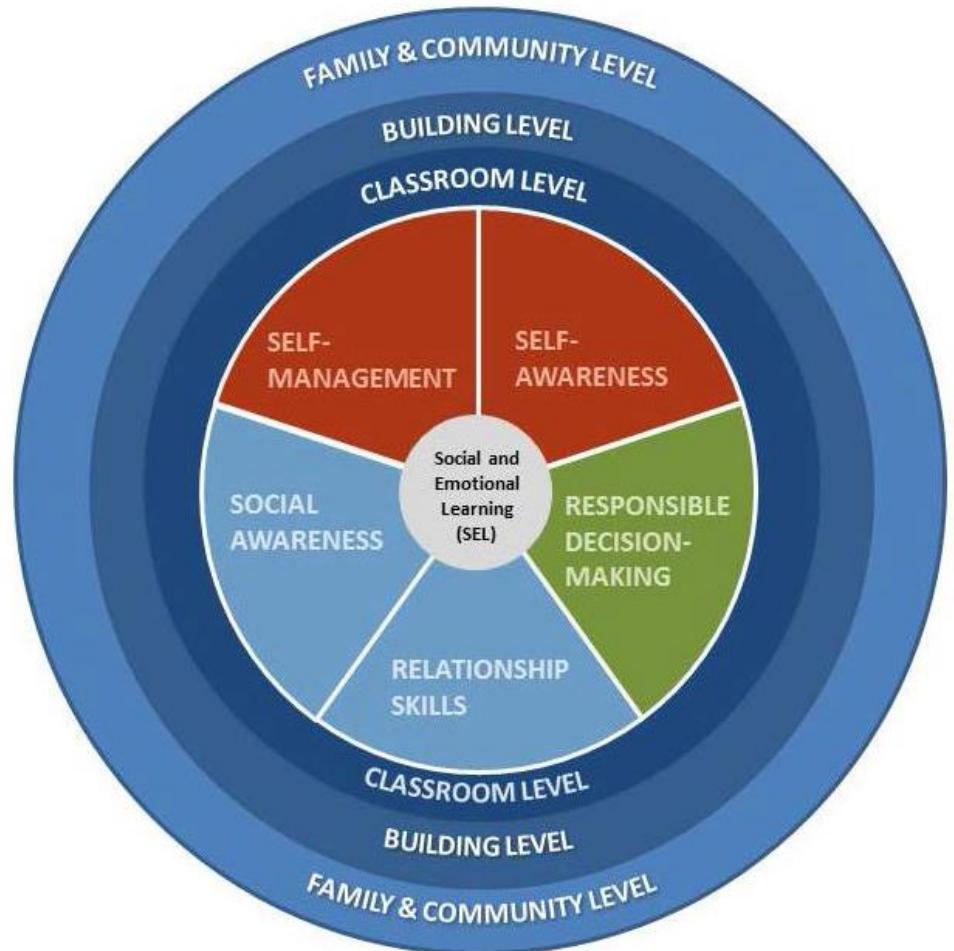 FAMILY & COMMUNITY LEVEL
BUILDING LEVEL
CLASSROOM LEVEL
SELF-
MANAGEMENT
SELF-
AWARENESS
Social and
Emotional
Learning
(SEL)
SOCIAL
AWARENESS
RESPONSIBLE
DECISION-
MAKING
RELATIONSHIP
SKILLS
CLASSROOM LEVEL
BUILDING LEVEL
FAMILY & COMMUNITY LEVEL